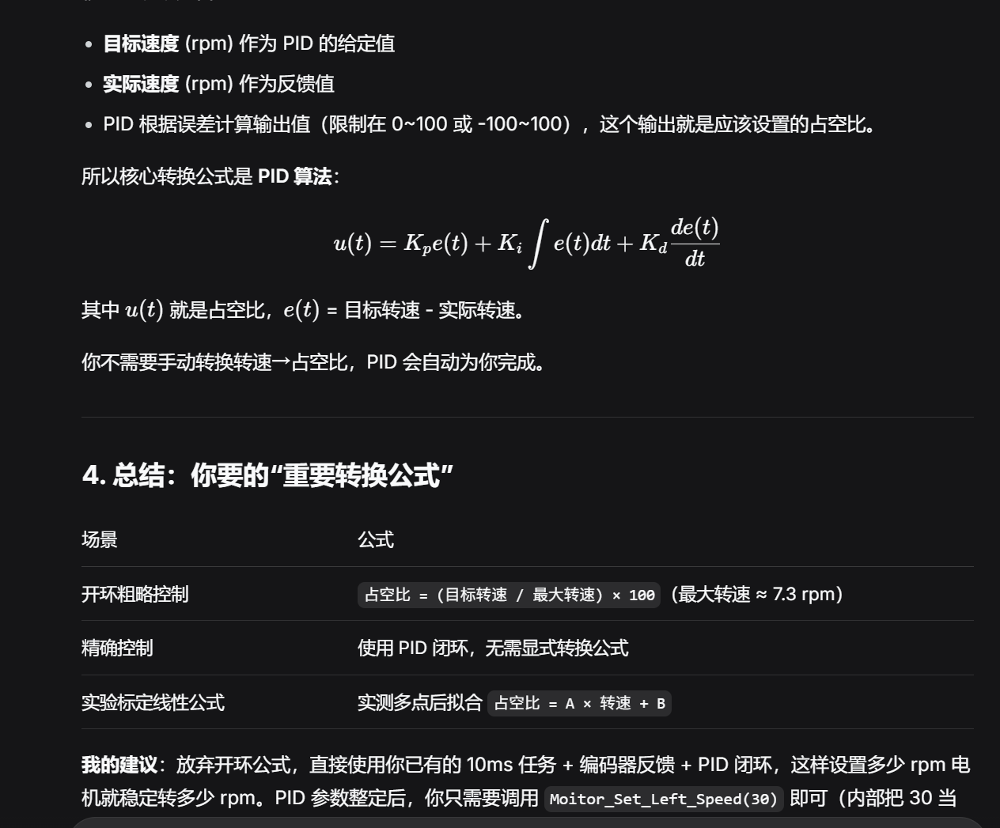 目标速度 (rpm) 作为 PID 的给定值
实际速度 (rpm) 作为反馈值
PID 根据误差计算输出值（限制在 0~100 或 -100~100），这个输出就是应该设置的占空比。
所以核心转换公式是 PID 算法：
u(t) = K_p e(t) + K_i ∫ e(t)dt + K_d de(t)/dt
其中 u(t) 就是占空比，e(t) = 目标转速 - 实际转速。
你不需要手动转换转速→占空比，PID 会自动为你完成。
4. 总结：你要的“重要转换公式”
场景 公式
开环粗略控制 占空比 = (目标转速 / 最大转速) × 100（最大转速 ≈ 7.3 rpm）
精确控制 使用 PID 闭环，无需显式转换公式
实验标定线性公式 实测多点后拟合 占空比 = A × 转速 + B
我的建议：放弃开环公式，直接使用你已有的 10ms 任务 + 编码器反馈 + PID 闭环，这样设置多少 rpm 电
机就稳定转多少 rpm。PID 参数整定后，你只需要调用 Moitor_Set_Left_Speed(30) 即可（内部把 30 当